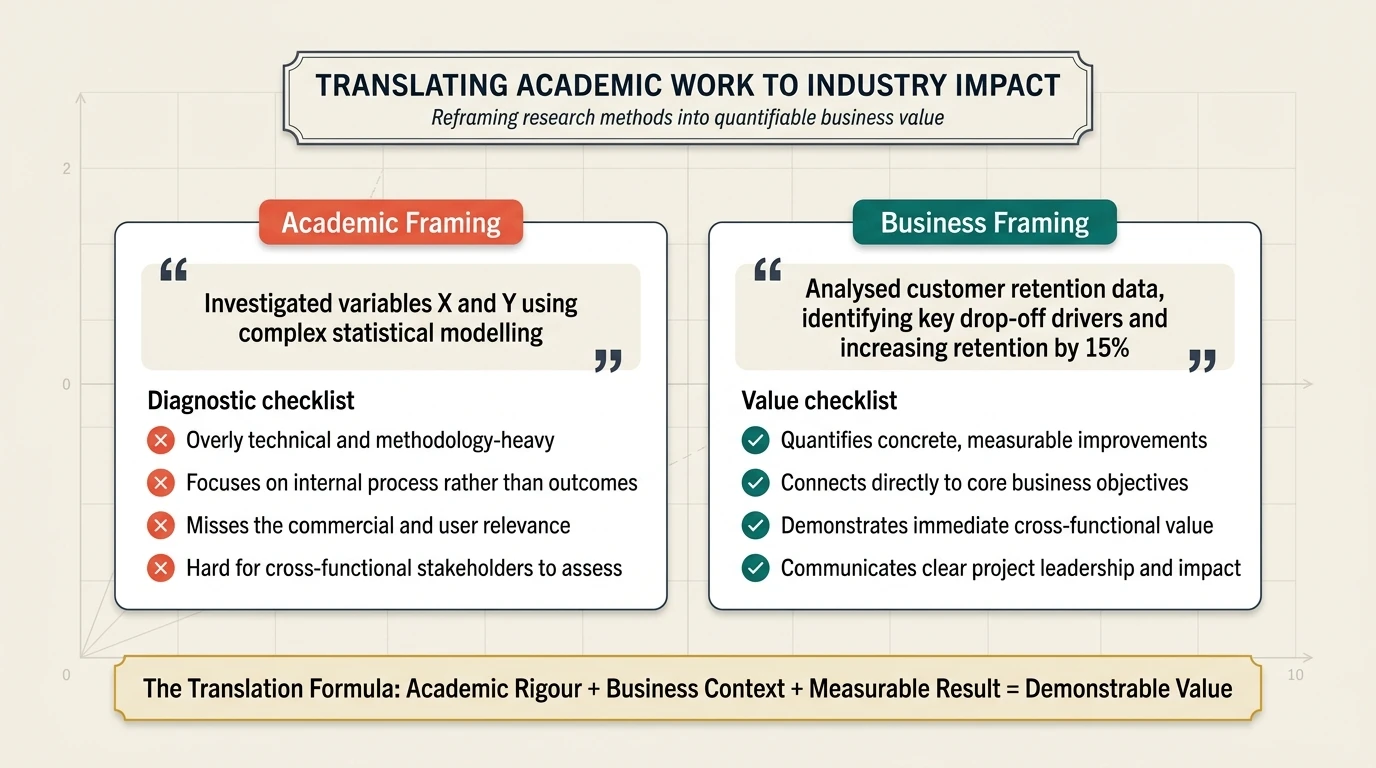 TRANSLATING ACADEMIC WORK TO INDUSTRY IMPACT
Reframing research methods into quantifiable business value
2
0
0
10
Academic Framing
“
Investigated variables X and Y using
complex statistical modelling
”
Diagnostic checklist
Overly technical and methodology-heavy
Focuses on internal process rather than outcomes
Misses the commercial and user relevance
Hard for cross-functional stakeholders to assess
Business Framing
“
Analysed customer retention data,
identifying key drop-off drivers and
increasing retention by 15%
”
Value checklist
Quantifies concrete, measurable improvements
Connects directly to core business objectives
Demonstrates immediate cross-functional value
Communicates clear project leadership and impact
The Translation Formula: Academic Rigour + Business Context + Measurable Result = Demonstrable Value